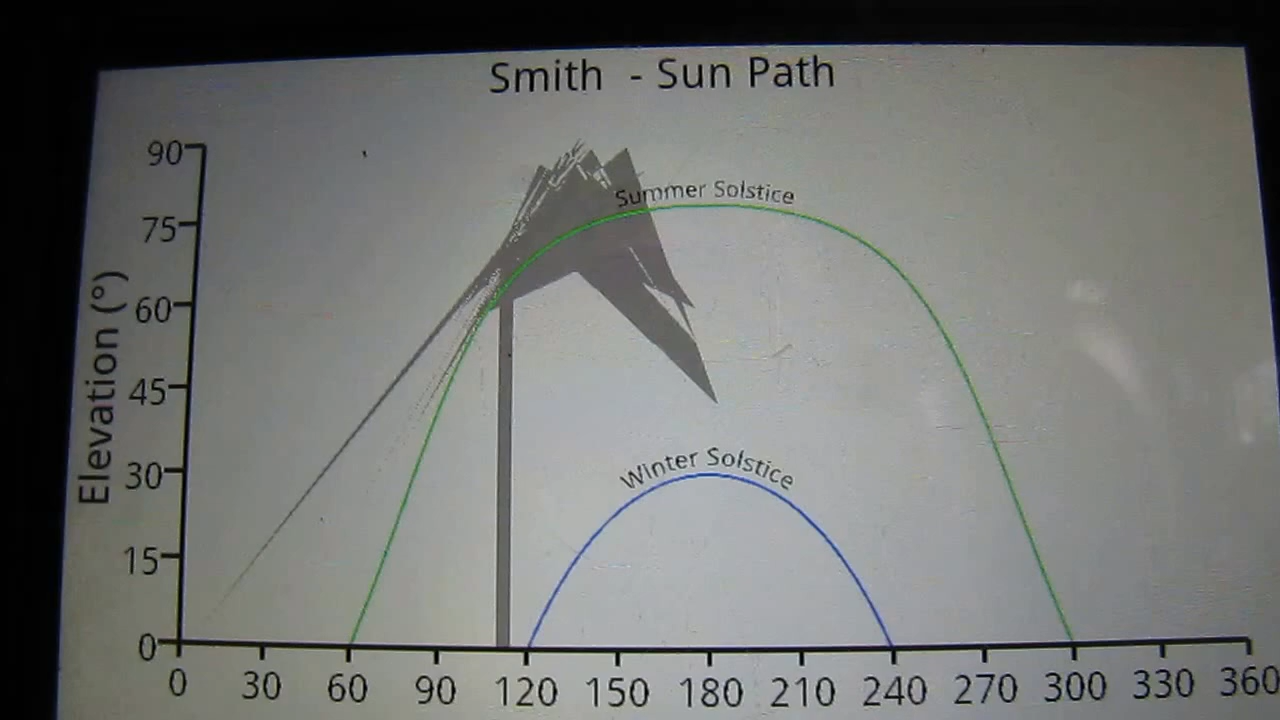 Smith - Sun Path
90
75
60
45
30
15
0
Elevation (°)
Summer Solstice
Winter Solstice
0 30 60 90 120 150 180 210 240 270 300 330 360